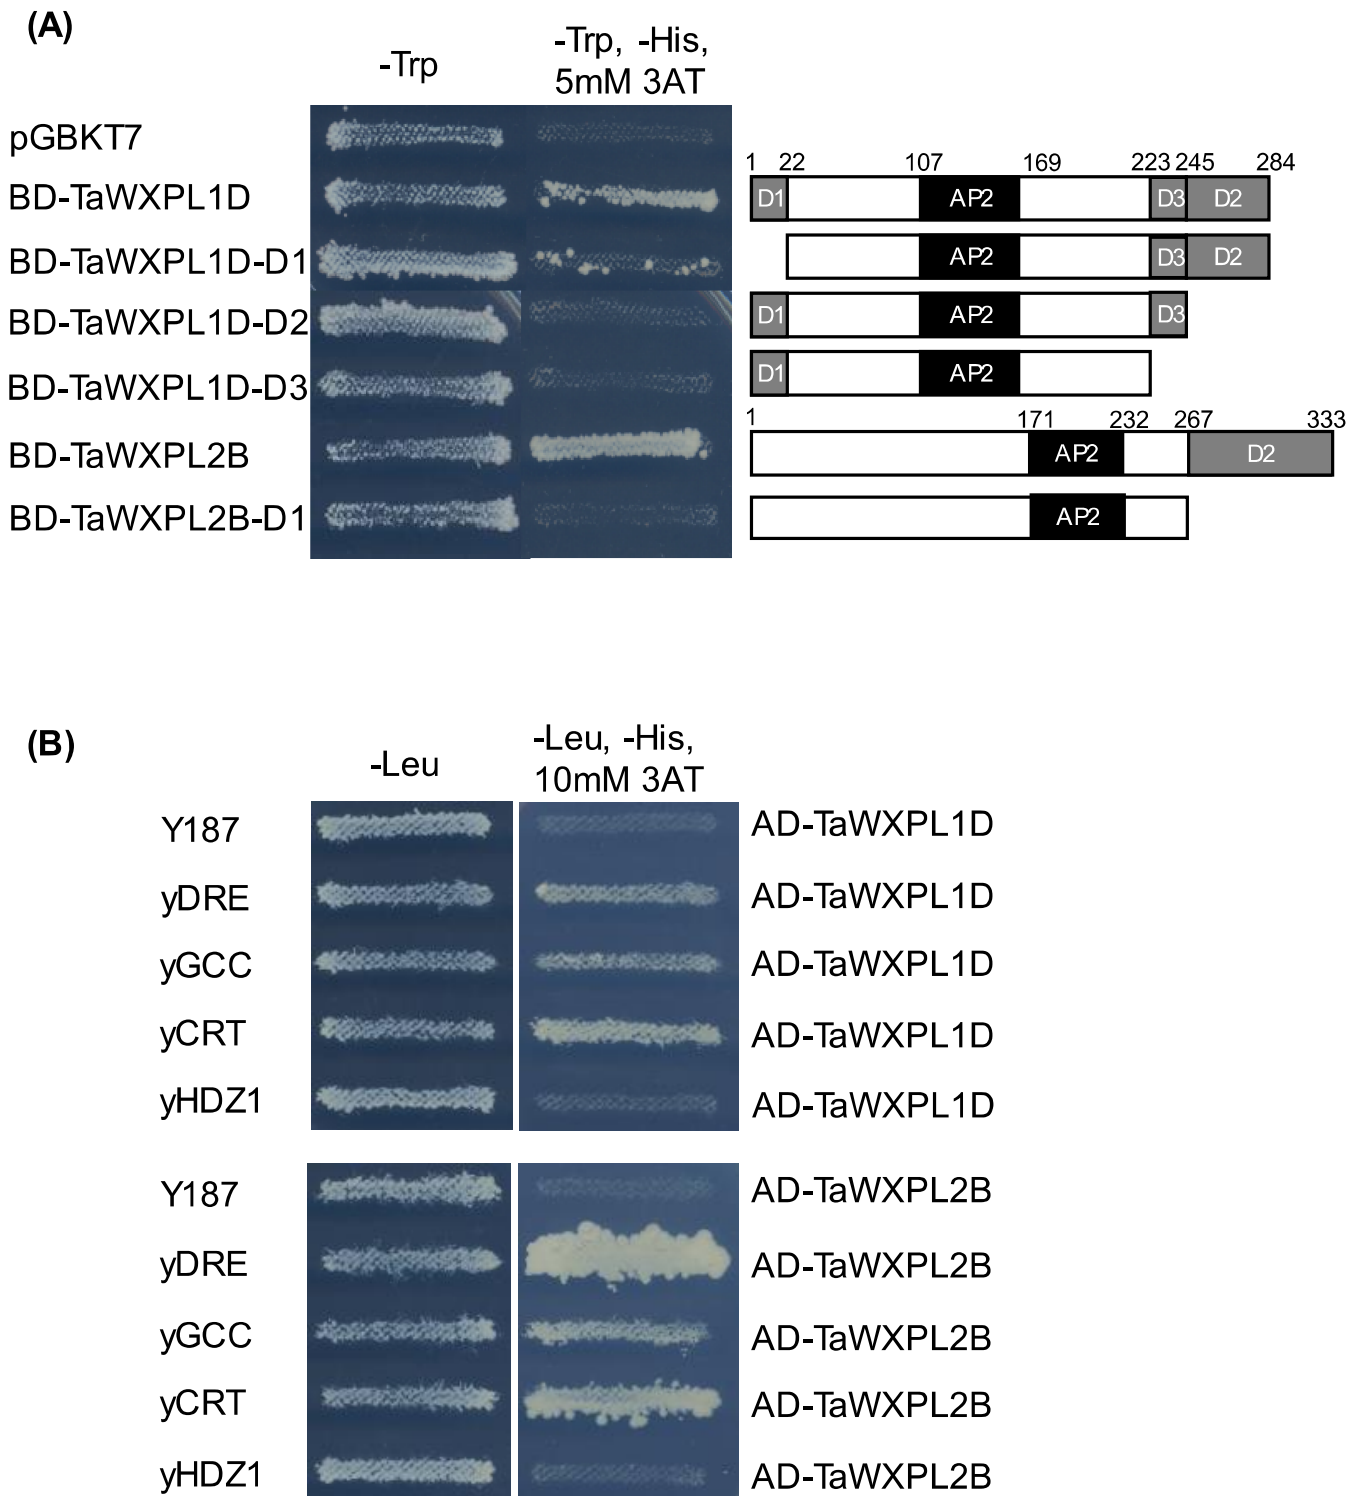 (A)
-Trp
-Trp, -His,
5mM 3AT
pGBKT7
1 22 107 169 223 245 284
BD-TaWXPL1D
D1 AP2 D3 D2
BD-TaWXPL1D-D1
AP2 D3 D2
BD-TaWXPL1D-D2
D1 AP2 D3
BD-TaWXPL1D-D3
D1 AP2
1 171 232 267 333
BD-TaWXPL2B
AP2 D2
BD-TaWXPL2B-D1
AP2
(B)
-Leu
-Leu, -His,
10mM 3AT
Y187 AD-TaWXPL1D
yDRE AD-TaWXPL1D
yGCC AD-TaWXPL1D
yCRT AD-TaWXPL1D
yHDZ1 AD-TaWXPL1D
Y187 AD-TaWXPL2B
yDRE AD-TaWXPL2B
yGCC AD-TaWXPL2B
yCRT AD-TaWXPL2B
yHDZ1 AD-TaWXPL2B